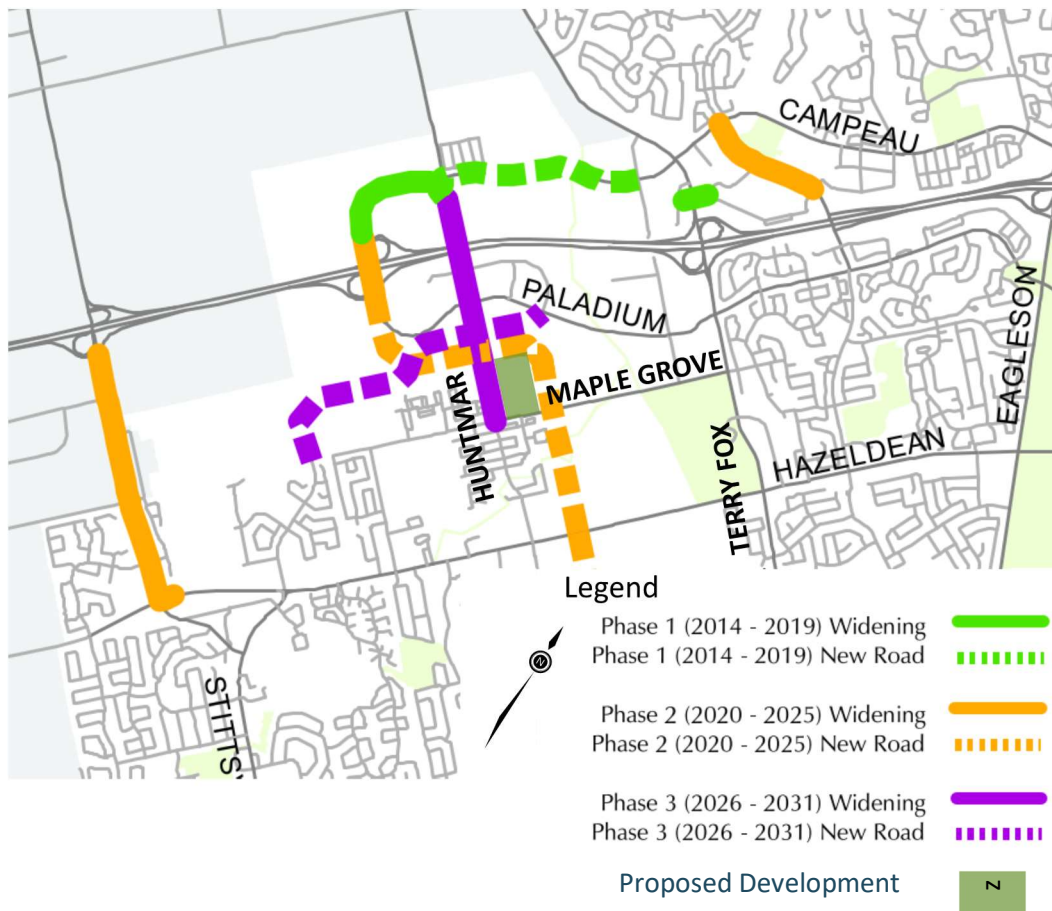 CAMPEAU
PALADIUM
EAGLESOM
MAPLE GROVE
HUNTMAR
TERRY FOX
HAZELDEAN
STITTSV
Legend
Phase 1 (2014 - 2019) Widening
Phase 1 (2014 - 2019) New Road
N
Phase 2 (2020 - 2025) Widening
Phase 2 (2020 - 2025) New Road
Phase 3 (2026 - 2031) Widening
Phase 3 (2026 - 2031) New Road
Proposed Development
N